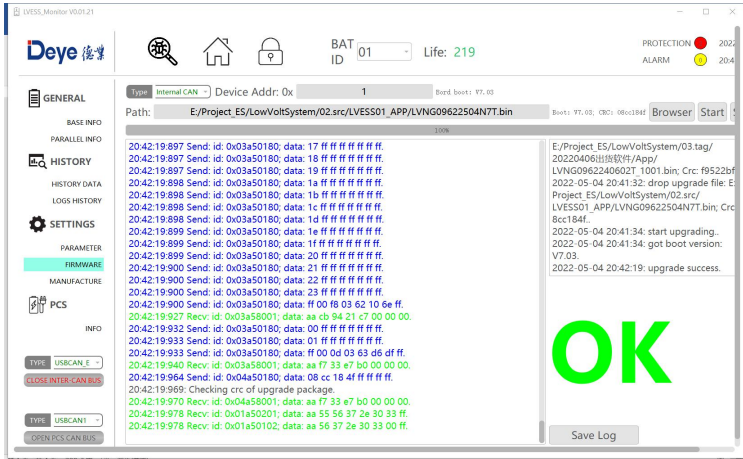 LVESS_Monitor V0.01.21
Deye 德业
BAT ID 01
Life: 219
PROTECTION 2022
ALARM 0 20:4
GENERAL
BASE INFO
PARALLEL INFO
HISTORY
HISTORY DATA
LOGS HISTORY
SETTINGS
PARAMETER
FIRMWARE
MANUFACTURE
PCS
INFO
TYPE USBCAN_E
CLOSE INTER-CAN BUS
TYPE USBCAN1
OPEN PCS CAN BUS
Type Internal CAN Device Addr: 0x 1 Bord boot: V7.03
Path: E:/Project_ES/LowVoltSystem/02.src/LVESS01_APP/LVNG09622504N7T.bin Boot: V7.03, CRC: 08cc184f Browser Start S
100%
20:42:19:897 Send: id: 0x03a50180; data: 17 ff ff ff ff ff ff ff.
20:42:19:898 Send: id: 0x03a50180; data: 18 ff ff ff ff ff ff ff.
20:42:19:898 Send: id: 0x03a50180; data: 19 ff ff ff ff ff ff ff.
20:42:19:898 Send: id: 0x03a50180; data: 1a ff ff ff ff ff ff ff.
20:42:19:898 Send: id: 0x03a50180; data: 1b ff ff ff ff ff ff ff.
20:42:19:898 Send: id: 0x03a50180; data: 1c ff ff ff ff ff ff ff.
20:42:19:898 Send: id: 0x03a50180; data: 1d ff ff ff ff ff ff ff.
20:42:19:899 Send: id: 0x03a50180; data: 1e ff ff ff ff ff ff ff.
20:42:19:899 Send: id: 0x03a50180; data: 1f ff ff ff ff ff ff ff.
20:42:19:899 Send: id: 0x03a50180; data: 20 ff ff ff ff ff ff ff.
20:42:19:900 Send: id: 0x03a50180; data: 21 ff ff ff ff ff ff ff.
20:42:19:900 Send: id: 0x03a50180; data: 22 ff ff ff ff ff ff ff.
20:42:19:900 Send: id: 0x03a50180; data: 23 ff ff ff ff ff ff ff.
20:42:19:900 Send: id: 0x03a50180; data: ff 00 f8 03 62 10 6e ff.
20:42:19:927 Recv: id: 0x03a58001; data: aa cb 94 21 c7 00 00 00.
20:42:19:932 Send: id: 0x03a50180; data: 00 ff ff ff ff ff ff ff.
20:42:19:933 Send: id: 0x03a50180; data: 01 ff ff ff ff ff ff ff.
20:42:19:933 Send: id: 0x03a50180; data: ff 00 0d 03 63 d6 df ff.
20:42:19:940 Recv: id: 0x03a58001; data: aa f7 33 e7 b0 00 00 00.
20:42:19:964 Send: id: 0x04a50180; data: 08 cc 18 4f ff ff ff ff.
20:42:19:969: Checking crc of upgrade package.
20:42:19:970 Recv: id: 0x04a58001; data: aa f7 33 e7 b0 00 00 00.
20:42:19:978 Recv: id: 0x01a50201; data: aa 55 56 37 2e 30 33 ff.
20:42:19:978 Recv: id: 0x01a50102; data: aa 56 37 2e 30 33 00 ff.
E:/Project_ES/LowVoltSystem/03.tag/
20220406出货软件/App/
LVNG0962240602T_1001.bin; Crc: f9522bf
2022-05-04 20:41:32: drop upgrade file: E:
Project_ES/LowVoltSystem/02.src/
LVESS01_APP/LVNG09622504N7T.bin; Crc
8cc184f..
2022-05-04 20:41:34: start upgrading..
2022-05-04 20:41:34: got boot version:
V7.03.
2022-05-04 20:42:19: upgrade success.
OK
Save Log